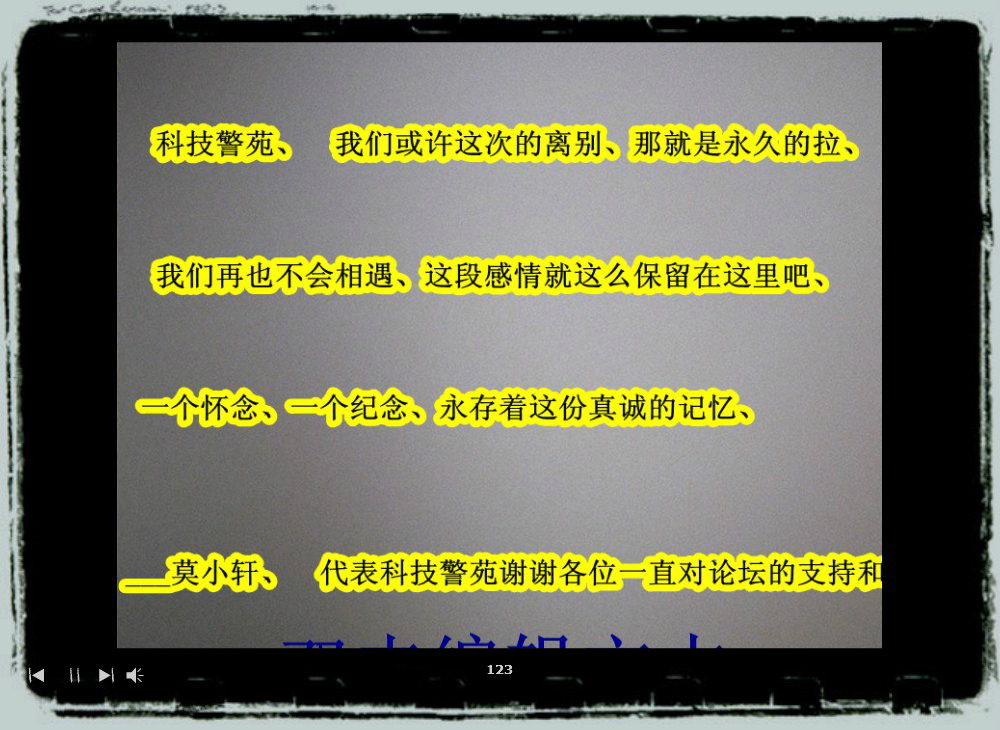 科技警苑、 我们或许这次的离别、那就是永久的拉、
我们再也不会相遇、这段感情就这么保留在这里吧、
一个怀念、一个纪念、永存着这份真诚的记忆、
___莫小轩、 代表科技警苑谢谢各位一直对论坛的支持和
123